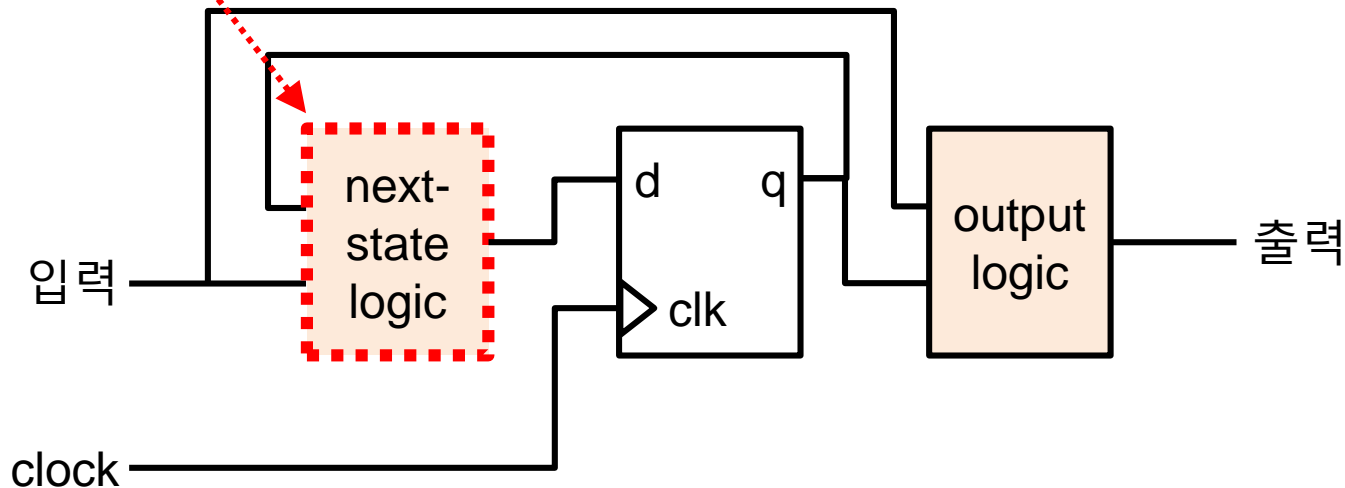 입력
next-
state
logic
d
q
clk
output
logic
출력
clock